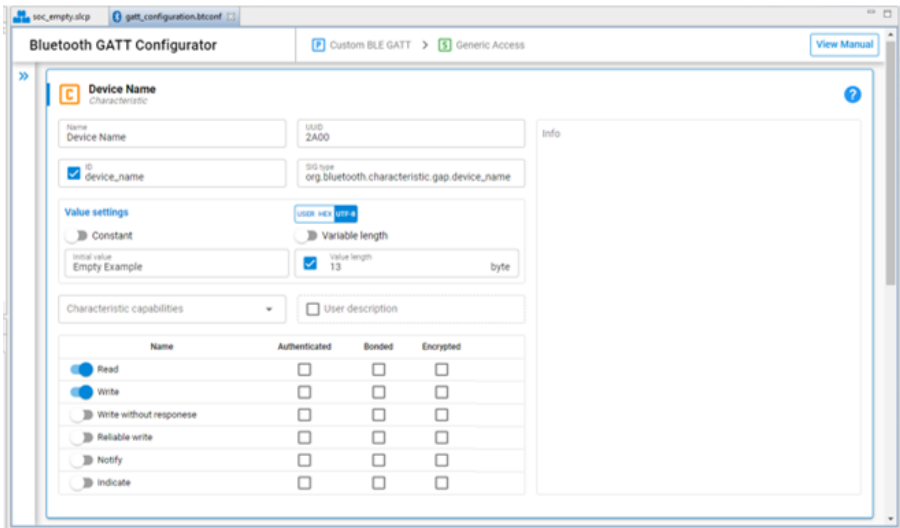 soc_empty.slcp gatt_configuration.btconf
Bluetooth GATT Configurator P Custom BLE GATT > S Generic Access View Manual
C Device Name
Characteristic
?
Name
Device Name
UUID
2A00
Info
ID
device_name
SIG type
org.bluetooth.characteristic.gap.device_name
Value settings USER HEX UTF-8
Constant Variable length
Initial value
Empty Example
Value length
13 byte
Characteristic capabilities User description
Name Authenticated Bonded Encrypted
Read
Write
Write without responese
Reliable write
Notify
Indicate